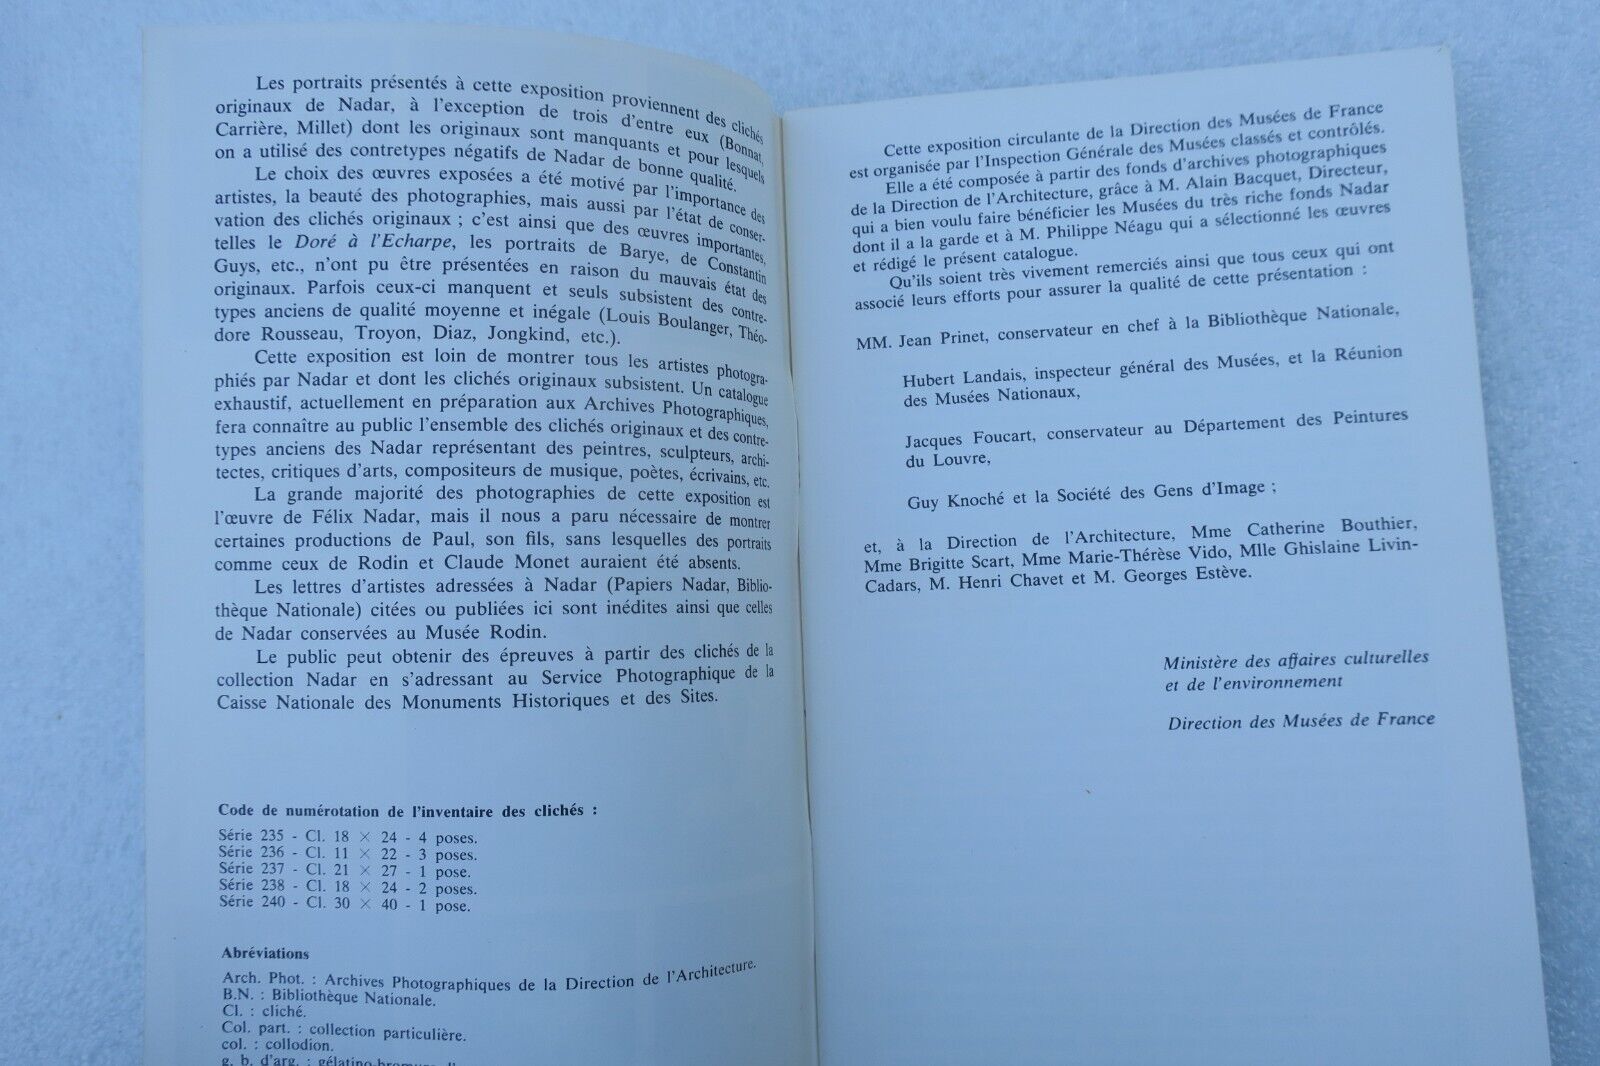 Les portraits présentés à cette exposition proviennent des clichés
originaux de Nadar, à l'exception de trois d'entre eux (Bonnat,
Carrière, Millet) dont les originaux sont manquants et pour lesquels
on a utilisé des contretypes négatifs de Nadar de bonne qualité.
Le choix des œuvres exposées a été motivé par l'importance des
artistes, la beauté des photographies, mais aussi par l'état de conser-
vation des clichés originaux ; c'est ainsi que des œuvres importantes,
telles le Doré à l'Echarpe, les portraits de Barye, de Constantin
Guys, etc., n'ont pu être présentées en raison du mauvais état des
originaux. Parfois ceux-ci manquent et seuls subsistent des contre-
types anciens de qualité moyenne et inégale (Louis Boulanger, Théo-
dore Rousseau, Troyon, Diaz, Jongkind, etc.).
Cette exposition est loin de montrer tous les artistes photogra-
phiés par Nadar et dont les clichés originaux subsistent. Un catalogue
exhaustif, actuellement en préparation aux Archives Photographiques,
fera connaître au public l'ensemble des clichés originaux et des contre-
types anciens des Nadar représentant des peintres, sculpteurs, archi-
tectes, critiques d'arts, compositeurs de musique, poètes, écrivains, etc.
La grande majorité des photographies de cette exposition est
l'œuvre de Félix Nadar, mais il nous a paru nécessaire de montrer
certaines productions de Paul, son fils, sans lesquelles des portraits
comme ceux de Rodin et Claude Monet auraient été absents.
Les lettres d'artistes adressées à Nadar (Papiers Nadar, Biblio-
thèque Nationale) citées ou publiées ici sont inédites ainsi que celles
de Nadar conservées au Musée Rodin.
Le public peut obtenir des épreuves à partir des clichés de la
collection Nadar en s'adressant au Service Photographique de la
Caisse Nationale des Monuments Historiques et des Sites.
Code de numérotation de l'inventaire des clichés :
Série 235 - Cl. 18 × 24 - 4 poses.
Série 236 - Cl. 11 × 22 - 3 poses.
Série 237 - Cl. 21 × 27 - 1 pose.
Série 238 - Cl. 18 × 24 - 2 poses.
Série 240 - Cl. 30 × 40 - 1 pose.
Abréviations
Arch. Phot. : Archives Photographiques de la Direction de l'Architecture.
B.N. : Bibliothèque Nationale.
Cl. : cliché.
Col. part. : collection particulière.
col. : collodion.
g. b. d'arg. :
Cette exposition circulante de la Direction des Musées de France
est organisée par l'Inspection Générale des Musées classés et contrôlés.
Elle a été composée à partir des fonds d'archives photographiques
de la Direction de l'Architecture, grâce à M. Alain Bacquet, Directeur,
qui a bien voulu faire bénéficier les Musées du très riche fonds Nadar
dont il a la garde et à M. Philippe Néagu qui a sélectionné les œuvres
et rédigé le présent catalogue.
Qu'ils soient très vivement remerciés ainsi que tous ceux qui ont
associé leurs efforts pour assurer la qualité de cette présentation :
MM. Jean Prinet, conservateur en chef à la Bibliothèque Nationale,
Hubert Landais, inspecteur général des Musées, et la Réunion
des Musées Nationaux,
Jacques Foucart, conservateur au Département des Peintures
du Louvre,
Guy Knoché et la Société des Gens d'Image ;
et, à la Direction de l'Architecture, Mme Catherine Bouthier,
Mme Brigitte Scart, Mme Marie-Thérèse Vido, Mlle Ghislaine Livin-
Cadars, M. Henri Chavet et M. Georges Estève.
Ministère des affaires culturelles
et de l'environnement
Direction des Musées de France